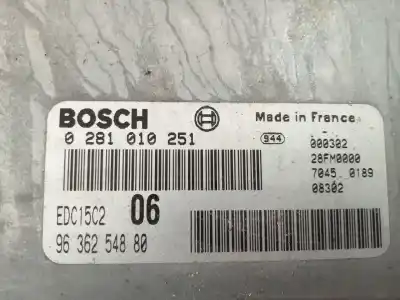 BOSCH
Made in France
0 281 010 251
944
000302
28FM0000
7045 0189
08302
EDC15C2 06
96 362 548 80